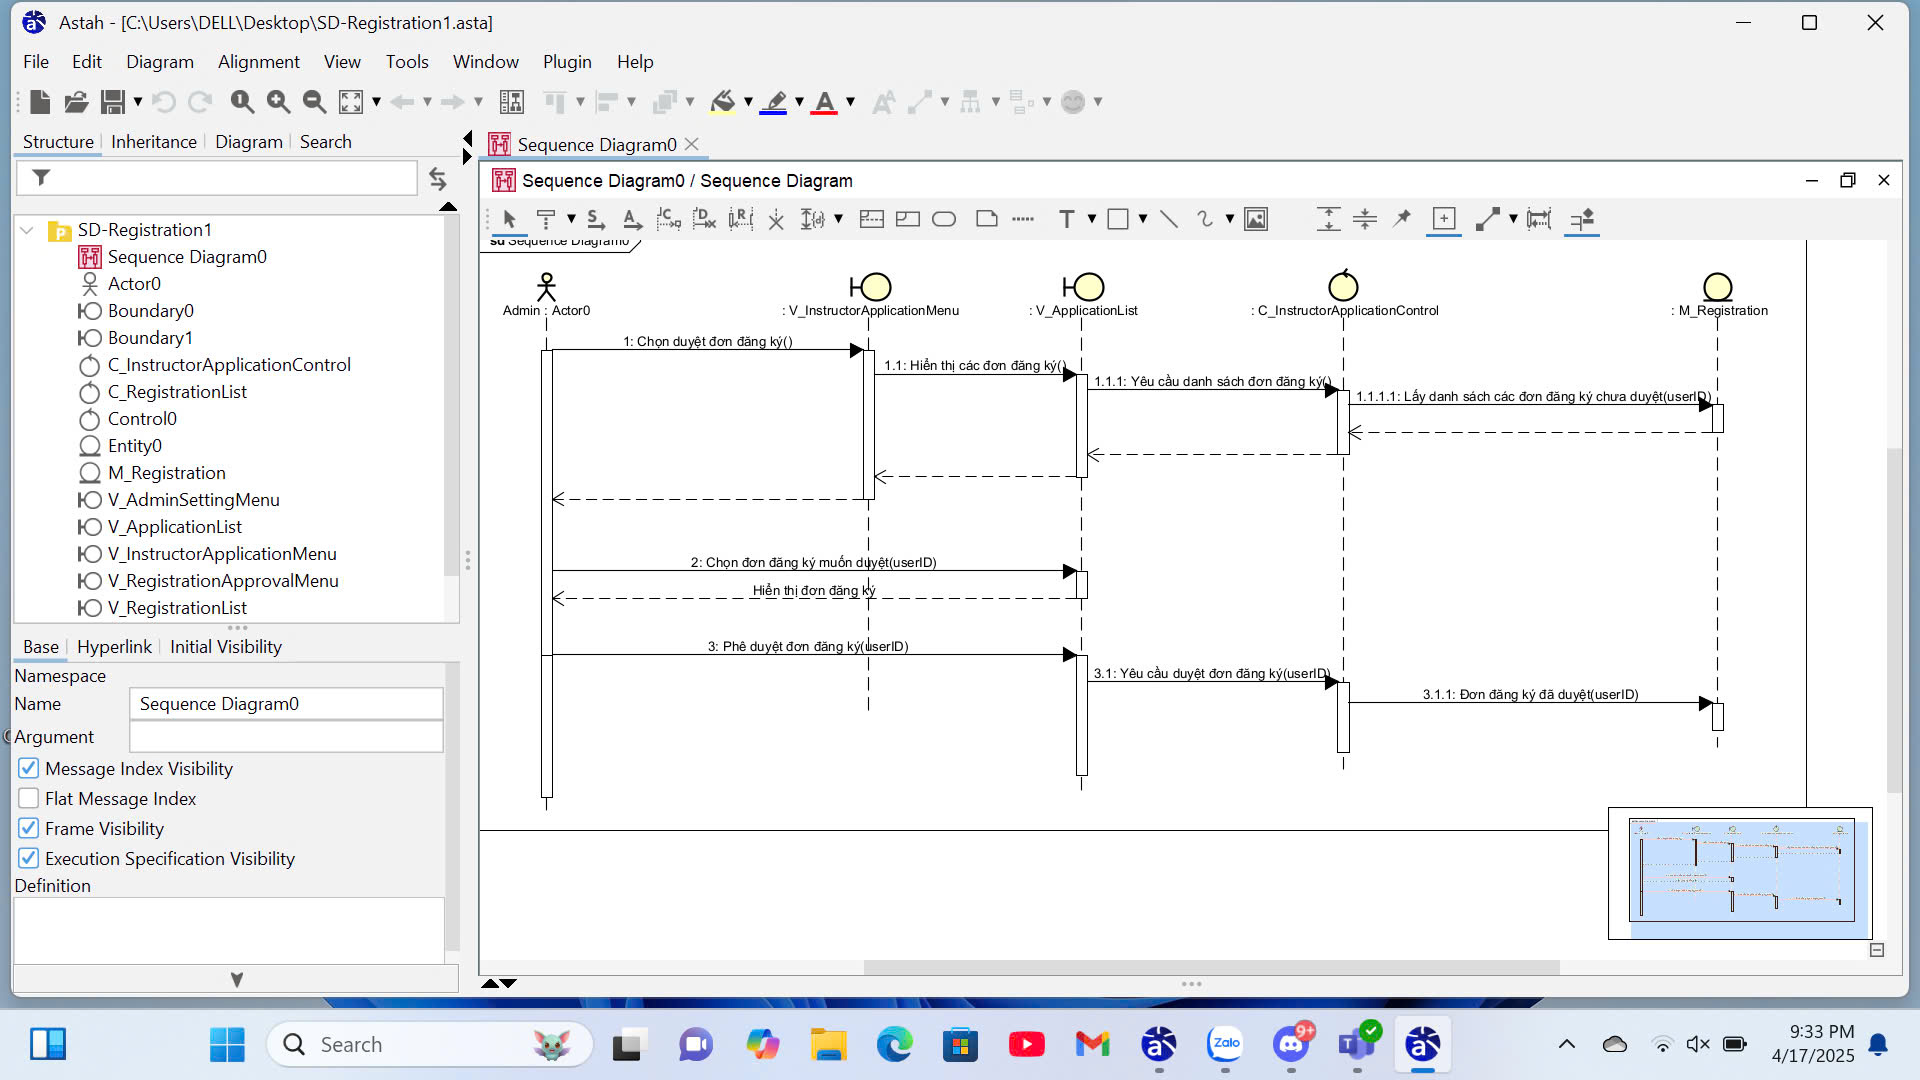 Astah - [C:\Users\DELL\Desktop\SD-Registration1.asta]
File Edit Diagram Alignment View Tools Window Plugin Help
Structure Inheritance Diagram Search
Sequence Diagram0
Sequence Diagram0 / Sequence Diagram
SD-Registration1
Sequence Diagram0
Actor0
Boundary0
Boundary1
C_InstructorApplicationControl
C_RegistrationList
Control0
Entity0
M_Registration
V_AdminSettingMenu
V_ApplicationList
V_InstructorApplicationMenu
V_RegistrationApprovalMenu
V_RegistrationList
Base Hyperlink Initial Visibility
Namespace
Name Sequence Diagram0
Argument
Message Index Visibility
Flat Message Index
Frame Visibility
Execution Specification Visibility
Definition
sd Sequence Diagram0
Admin : Actor0
: V_InstructorApplicationMenu
: V_ApplicationList
: C_InstructorApplicationControl
: M_Registration
1: Chọn duyệt đơn đăng ký()
1.1: Hiển thị các đơn đăng ký()
1.1.1: Yêu cầu danh sách đơn đăng ký()
1.1.1.1: Lấy danh sách các đơn đăng ký chưa duyệt(userID)
2: Chọn đơn đăng ký muốn duyệt(userID)
Hiển thị đơn đăng ký
3: Phê duyệt đơn đăng ký(userID)
3.1: Yêu cầu duyệt đơn đăng ký(userID)
3.1.1: Đơn đăng ký đã duyệt(userID)
Search
Zalo
9+
9:33 PM
4/17/2025